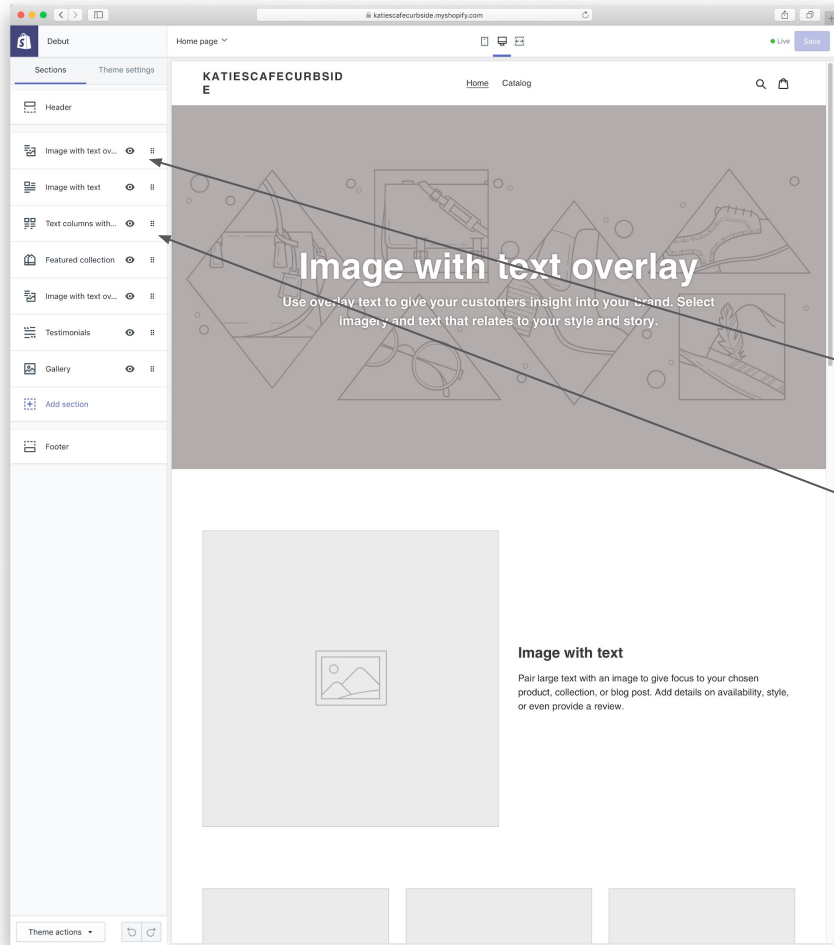 katiescafecurbside.myshopify.com
Debut
Home page
Live
Save
Sections
Theme settings
Header
Image with text ov...
Image with text
Text columns with...
Featured collection
Image with text ov...
Testimonials
Gallery
Add section
Footer
Theme actions
KATIESCAFECURBSID
E
Home
Catalog
Image with text overlay
Use overlay text to give your customers insight into your brand. Select
imagery and text that relates to your style and story.
Image with text
Pair large text with an image to give focus to your chosen
product, collection, or blog post. Add details on availability, style,
or even provide a review.